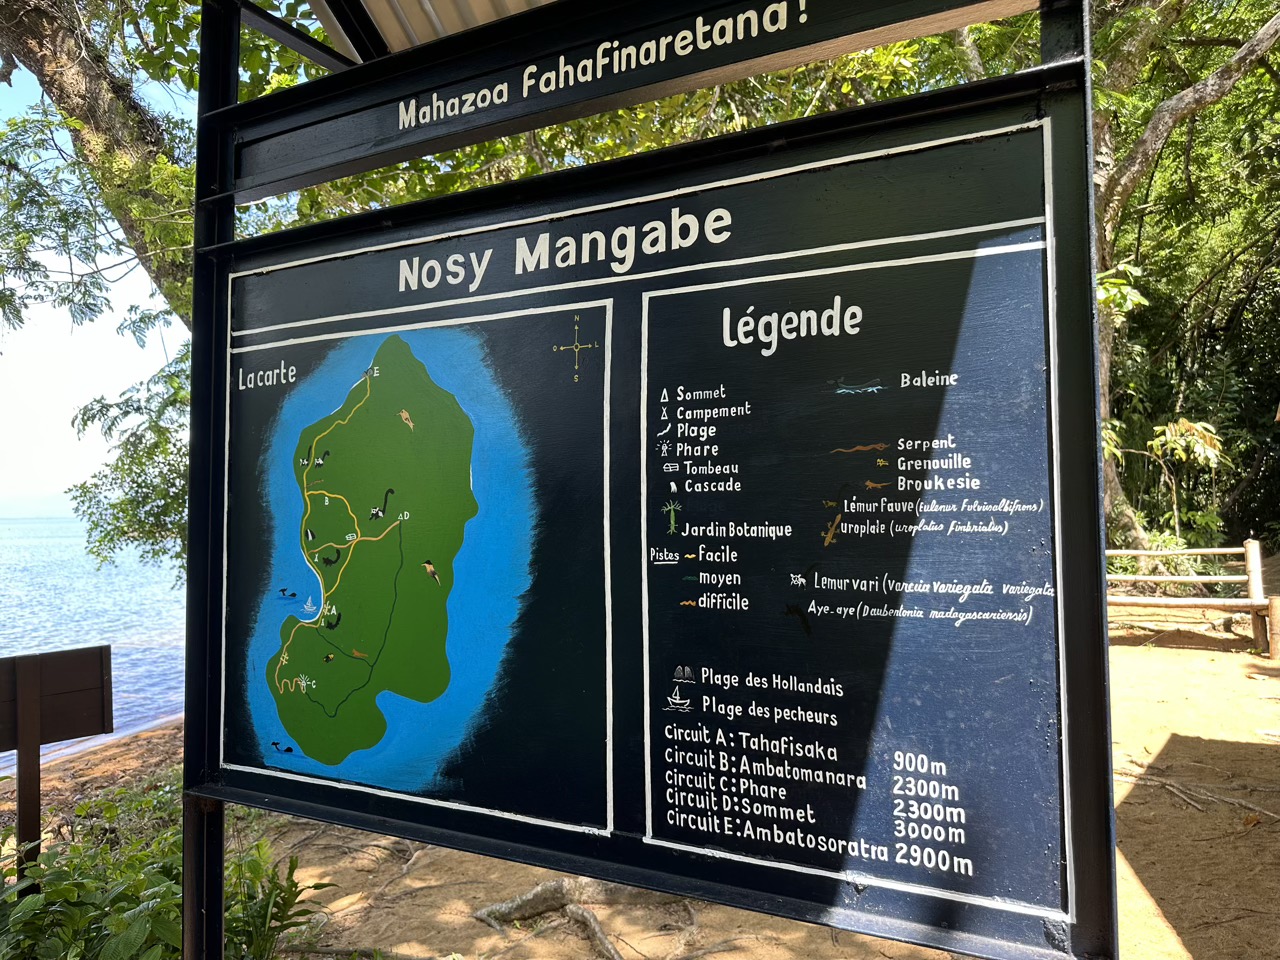 Mahazoa Fahafinaretana!
Nosy Mangabe
La carte
N
O L
S
E
B
D
A
C
Légende
Sommet
Campement
Plage
Phare
Tombeau
Cascade
Jardin Botanique
Pistes facile
moyen
difficile
Baleine
Serpent
Grenouille
Broukesie
Lémur fauve (Eulemur Fulvusalbifrons)
uroplate (uroplatus fimbriatus)
Lemur vari (varecia variegata variegata
Aye-aye (Daubentonia madagascariensis)
Plage des Hollandais
Plage des pecheurs
Circuit A: Tahafisaka 900m
Circuit B: Ambatomanara 2300m
Circuit C: Phare 2300m
Circuit D: Sommet 3000m
Circuit E: Ambatosoratra 2900m